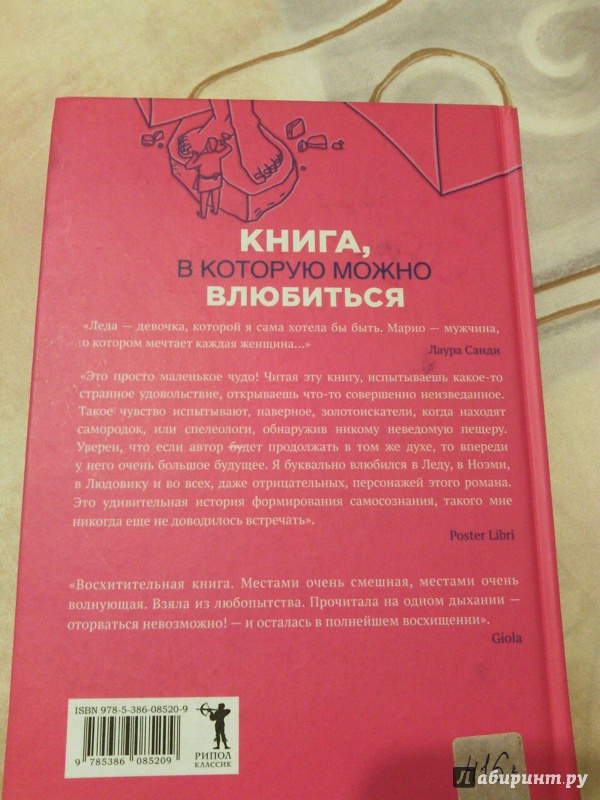 КНИГА,
В КОТОРУЮ МОЖНО
ВЛЮБИТЬСЯ
«Леда — девочка, которой я сама хотела бы быть. Марио — мужчина,
о котором мечтает каждая женщина...»
Лаура Санди
«Это просто маленькое чудо! Читая эту книгу, испытываешь какое-то
странное удовольствие, открываешь что-то совершенно неизведанное.
Такое чувство испытывают, наверное, золотоискатели, когда находят
самородок, или спелеологи, обнаружив никому неведомую пещеру.
Уверен, что если автор будет продолжать в том же духе, то впереди
у него очень большое будущее. Я буквально влюбился в Леду, в Ноэми,
в Людовику и во всех, даже отрицательных, персонажей этого романа.
Это удивительная история формирования самосознания, такого мне
никогда еще не доводилось встречать».
Poster Libri
«Восхитительная книга. Местами очень смешная, местами очень
волнующая. Взяла из любопытства. Прочитала на одном дыхании —
оторваться невозможно! — и осталась в полнейшем восхищении».
Giola
ISBN 978-5-386-08520-9
9 785386 085209
РИПОЛ
КЛАССИК
416
Лабиринт.ру